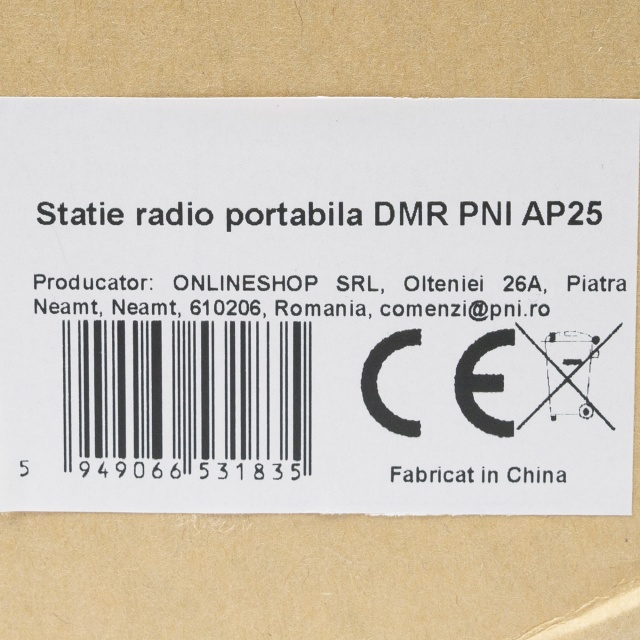 Statie radio portabila DMR PNI AP25
Producator: ONLINESHOP SRL, Olteniei 26A, Piatra
Neamt, Neamt, 610206, Romania, comenzi@pni.ro
CE
5 949066 531835
Fabricat in China